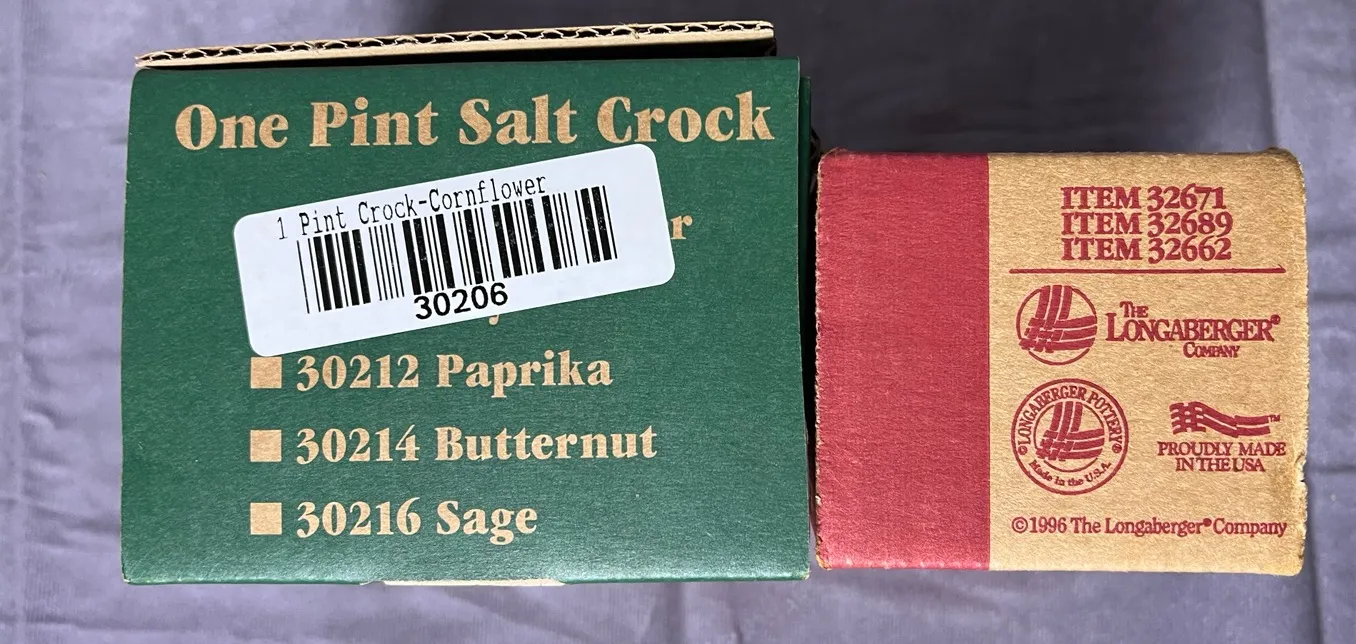 One Pint Salt Crock
1 Pint Crock-Cornflower
30206
30212 Paprika
30214 Butternut
30216 Sage
ITEM 32671
ITEM 32689
ITEM 32662
THE
LONGABERGER®
COMPANY
LONGABERGER POTTERY®
Made in the U.S.A.
™
PROUDLY MADE
IN THE USA
©1996 The Longaberger® Company